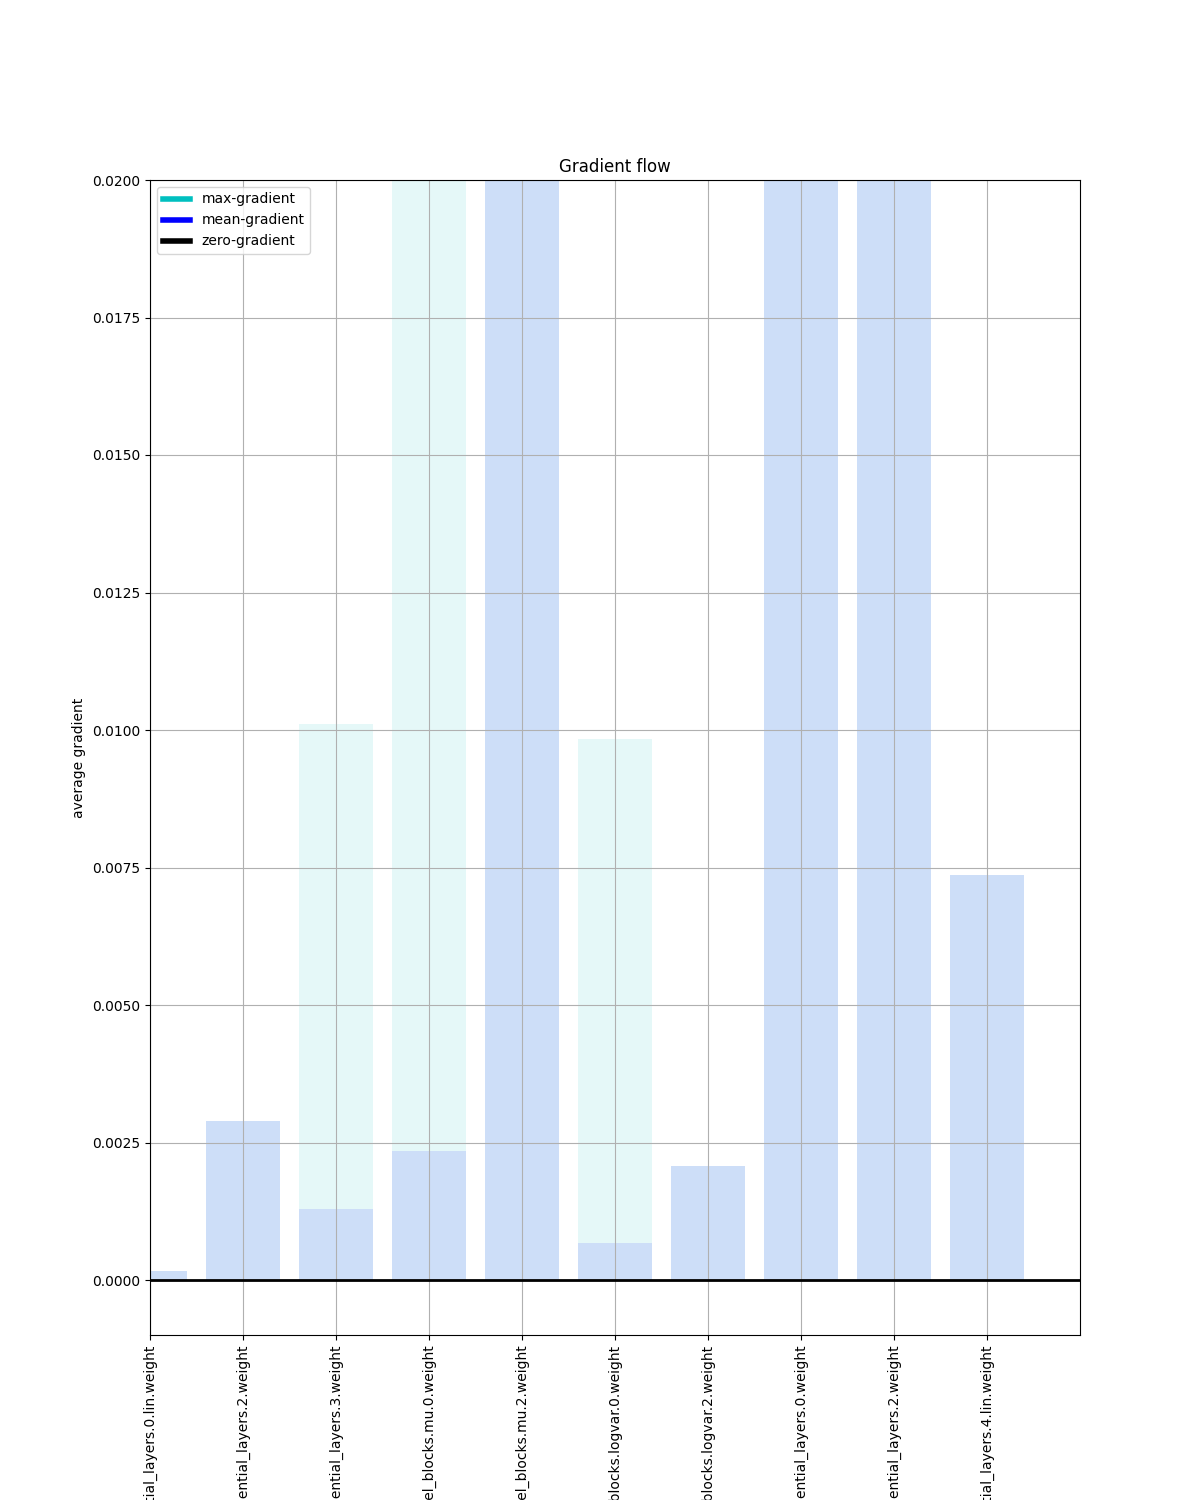 Gradient flow
max-gradient
mean-gradient
zero-gradient
0.0200
0.0175
0.0150
0.0125
0.0100
0.0075
0.0050
0.0025
0.0000
average gradient
tial_layers.0.lin.weight
ential_layers.2.weight
ential_layers.3.weight
el_blocks.mu.0.weight
el_blocks.mu.2.weight
blocks.logvar.0.weight
blocks.logvar.2.weight
ential_layers.0.weight
ential_layers.2.weight
tial_layers.4.lin.weight